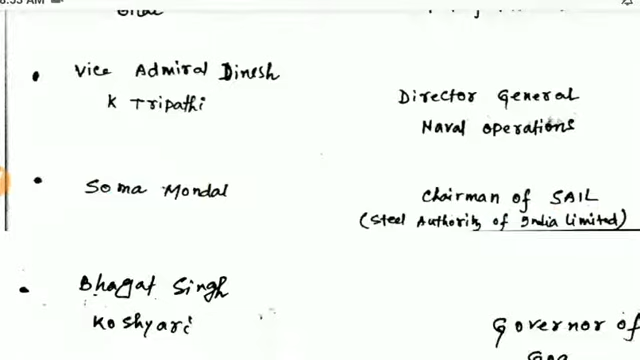 Vice Admiral Dinesh
K Tripathi
Director General
Naval operations
Soma Mondal
Chairman of SAIL
(Steel Authority of India Limited)
Bhagat Singh
Koshyari
Governor of